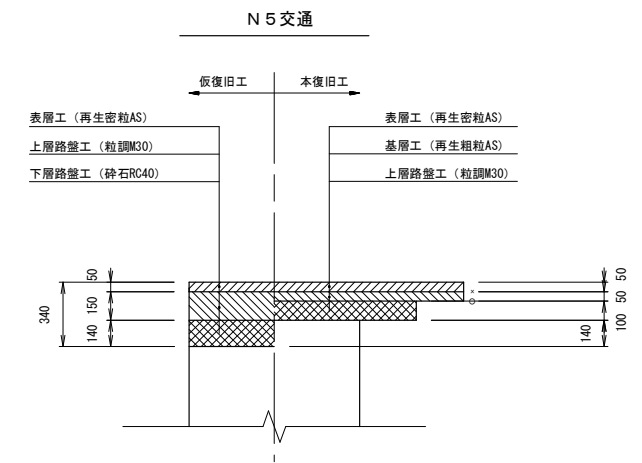 N5交通
仮復旧工
本復旧工
表層工（再生密粒AS）
上層路盤工（粒調M30）
下層路盤工（砕石RC40）
表層工（再生密粒AS）
基層工（再生粗粒AS）
上層路盤工（粒調M30）
340
50
150
140
140
50
50
100